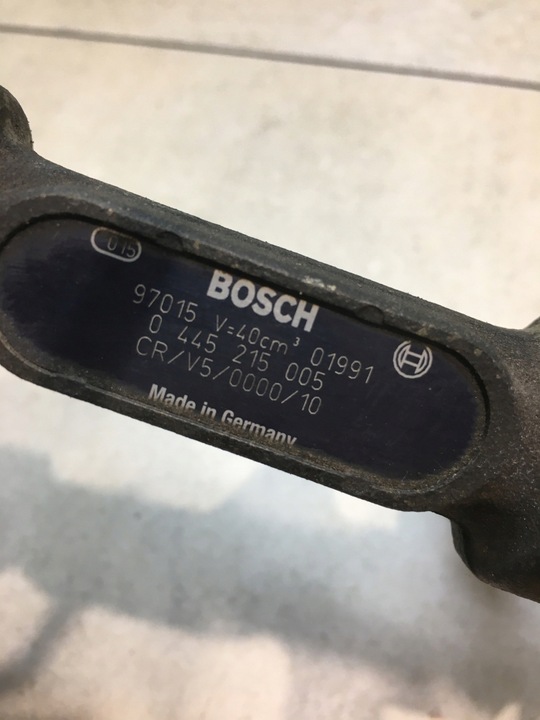 015
BOSCH
97015 V=40cm³ 01991
0 445 215 005
CR/V5/0000/10
Made in Germany